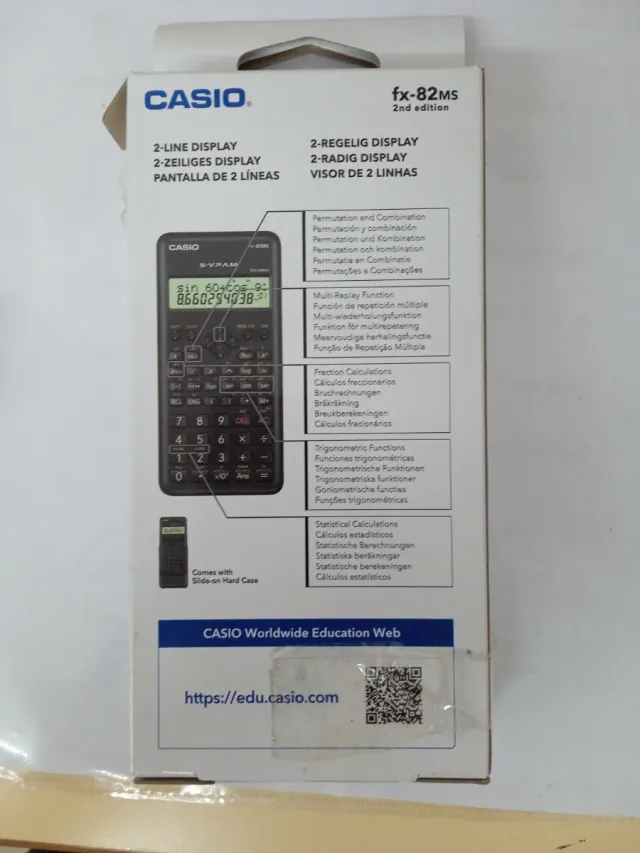 CASIO®
fx-82MS
2nd edition
2-LINE DISPLAY
2-ZEILIGES DISPLAY
PANTALLA DE 2 LÍNEAS
2-REGELIG DISPLAY
2-RADIG DISPLAY
VISOR DE 2 LINHAS
CASIO
S-V.P.A.M.
sin 60+cos 9
Permutation and Combination
Permutación y combinación
Permutation und Kombination
Permutation och kombination
Permutatie en Combinatie
Permutações e Combinações
Multi-Replay Function
Función de repetición múltiple
Multi-wiederholungsfunktion
Funktion för multirepetering
Meervoudige herhalingsfunctie
Função de Repetição Múltipla
Fraction Calculations
Cálculos fraccionarios
Bruchrechnungen
Bråkräkning
Breukberekeningen
Cálculos fracionários
Trigonometric Functions
Funciones trigonométricas
Trigonometrische Funktionen
Trigonometriska funktioner
Goniometrische functies
Funções trigonométricas
Statistical Calculations
Cálculos estadísticos
Statistische Berechnungen
Statistiska beräkningar
Statistische berekeningen
Cálculos estatísticos
RCL ENG
7 8 9 DEL AC
4 5 6 × ÷
1 2 3 + −
0 • ×10ˣ Ans =
Comes with
Slide-on Hard Case
CASIO Worldwide Education Web
https://edu.casio.com